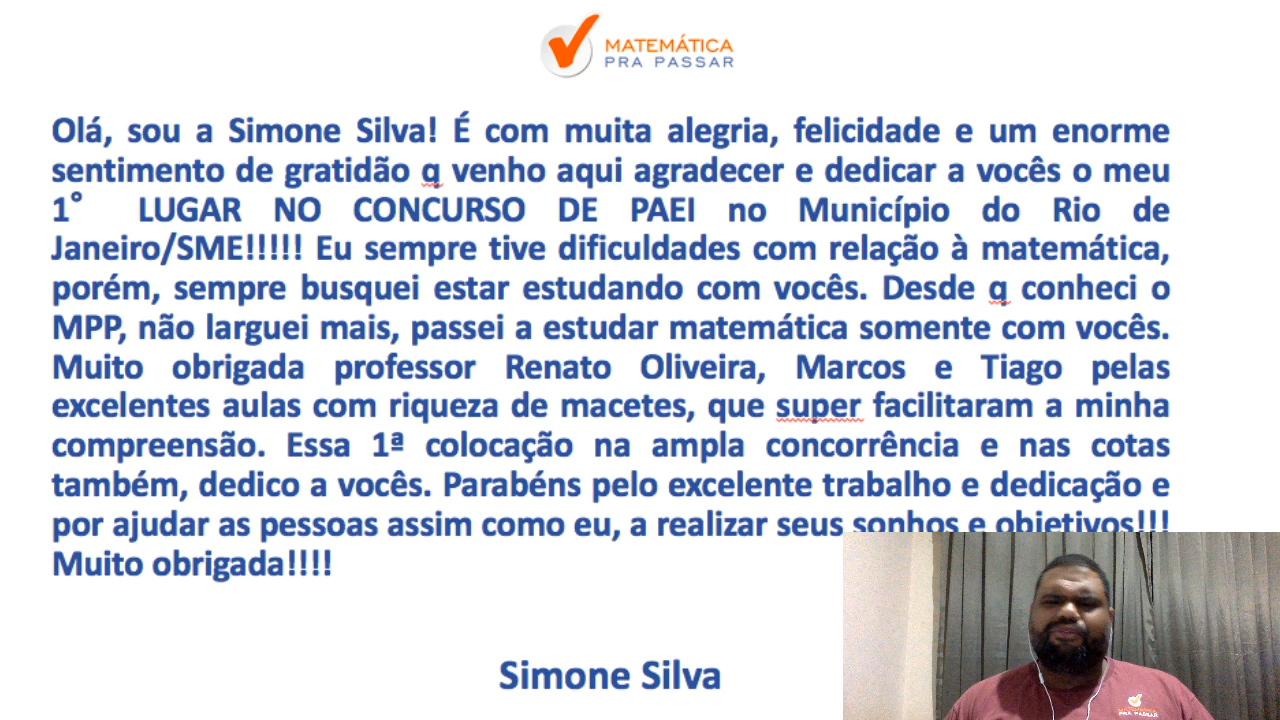 MATEMÁTICA
PRA PASSAR
Olá, sou a Simone Silva! É com muita alegria, felicidade e um enorme
sentimento de gratidão q venho aqui agradecer e dedicar a vocês o meu
1° LUGAR NO CONCURSO DE PAEI no Município do Rio de
Janeiro/SME!!!!! Eu sempre tive dificuldades com relação à matemática,
porém, sempre busquei estar estudando com vocês. Desde q conheci o
MPP, não larguei mais, passei a estudar matemática somente com vocês.
Muito obrigada professor Renato Oliveira, Marcos e Tiago pelas
excelentes aulas com riqueza de macetes, que super facilitaram a minha
compreensão. Essa 1ª colocação na ampla concorrência e nas cotas
também, dedico a vocês. Parabéns pelo excelente trabalho e dedicação e
por ajudar as pessoas assim como eu, a realizar seus sonhos e objetivos!!!
Muito obrigada!!!!
Simone Silva
MATEMÁTICA
PRA PASSAR